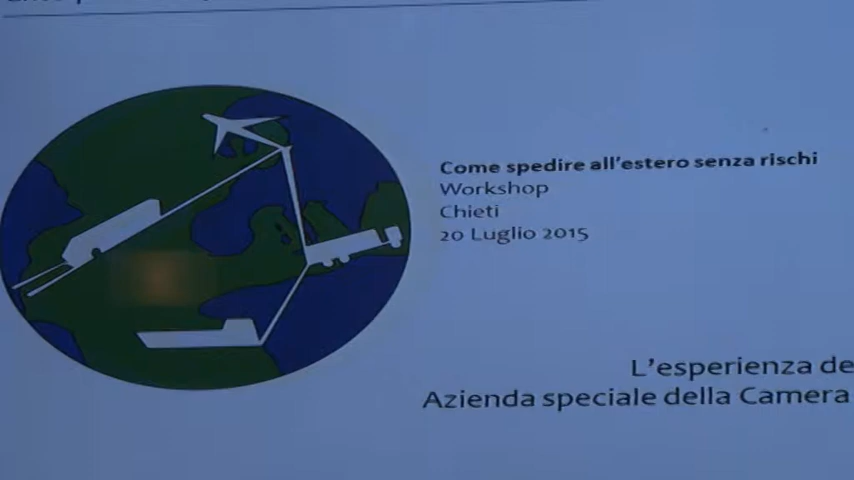 Come spedire all'estero senza rischi
Workshop
Chieti
20 Luglio 2015
L'esperienza de
Azienda speciale della Camera